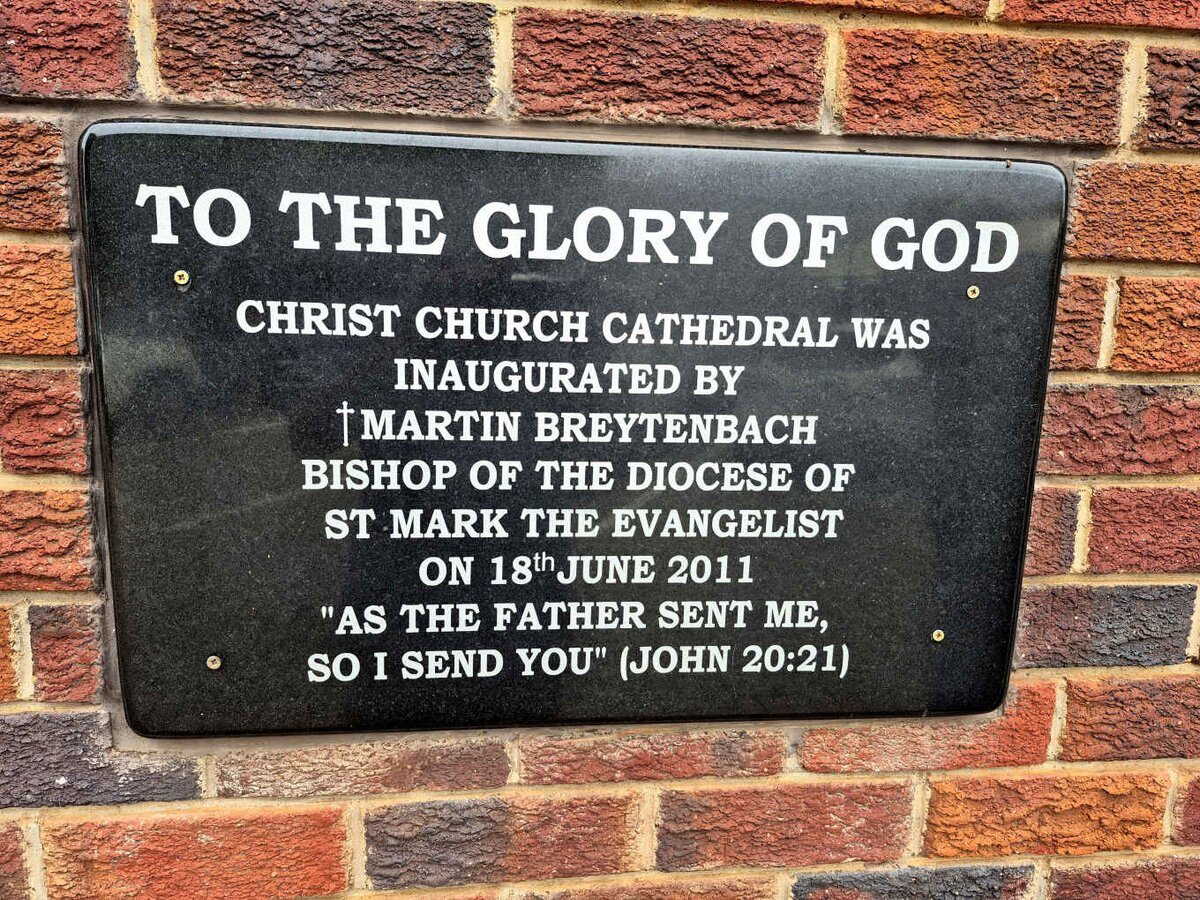 TO THE GLORY OF GOD
CHRIST CHURCH CATHEDRAL WAS
INAUGURATED BY
†MARTIN BREYTENBACH
BISHOP OF THE DIOCESE OF
ST MARK THE EVANGELIST
ON 18th JUNE 2011
"AS THE FATHER SENT ME,
SO I SEND YOU" (JOHN 20:21)